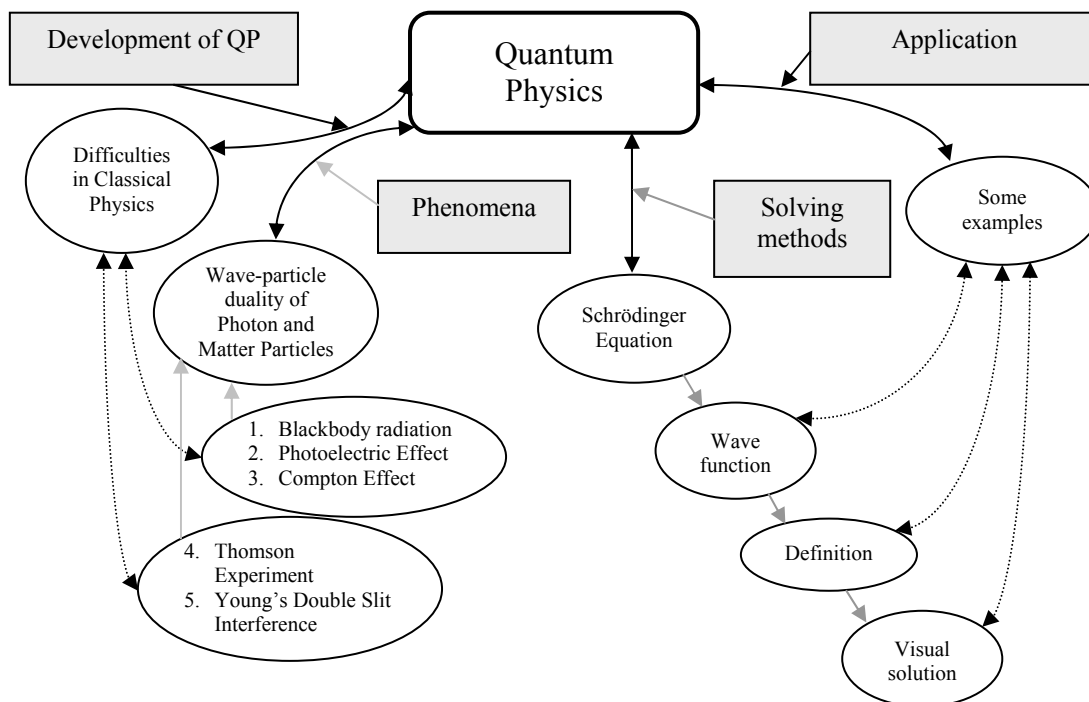 Development of QP
Quantum
Physics
Application
Difficulties
in Classical
Physics
Phenomena
Solving
methods
Some
examples
Wave-particle
duality of
Photon and
Matter Particles
Schrödinger
Equation
1. Blackbody radiation
2. Photoelectric Effect
3. Compton Effect
Wave
function
4. Thomson
Experiment
5. Young’s Double Slit
Interference
Definition
Visual
solution